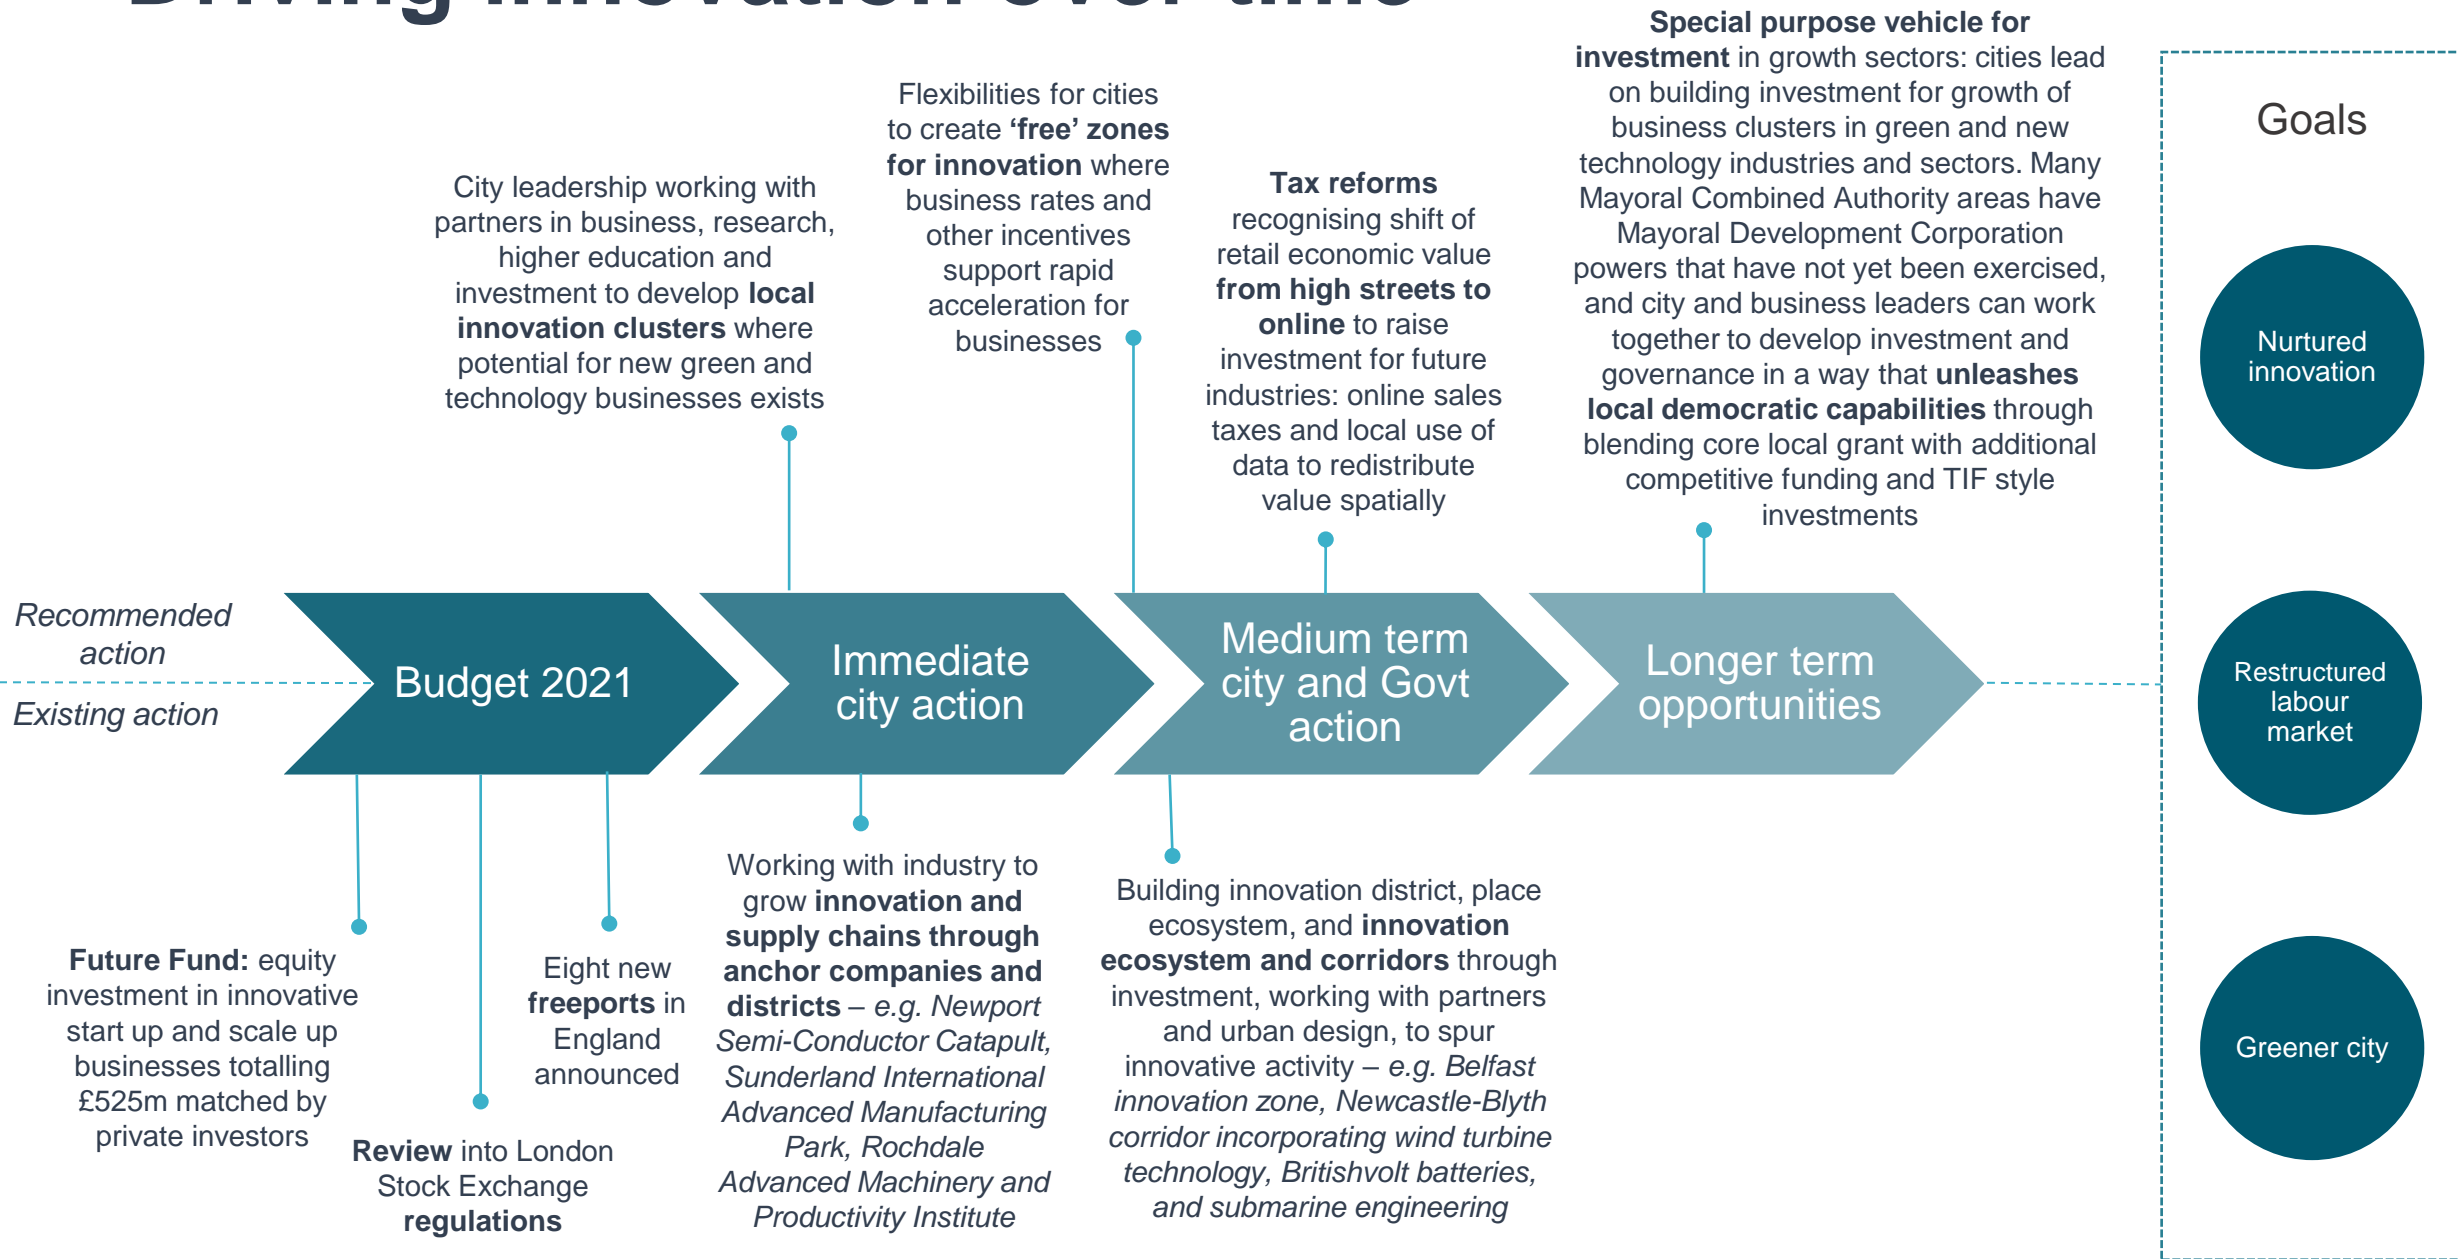 Driving innovation over time
Special purpose vehicle for
investment in growth sectors: cities lead
on building investment for growth of
business clusters in green and new
technology industries and sectors. Many
Mayoral Combined Authority areas have
Mayoral Development Corporation
powers that have not yet been exercised,
and city and business leaders can work
together to develop investment and
governance in a way that unleashes
local democratic capabilities through
blending core local grant with additional
competitive funding and TIF style
investments
Flexibilities for cities
to create ‘free’ zones
for innovation where
business rates and
other incentives
support rapid
acceleration for
businesses
City leadership working with
partners in business, research,
higher education and
investment to develop local
innovation clusters where
potential for new green and
technology businesses exists
Tax reforms
recognising shift of
retail economic value
from high streets to
online to raise
investment for future
industries: online sales
taxes and local use of
data to redistribute
value spatially
Goals
Nurtured
innovation
Restructured
labour
market
Greener city
Recommended
action
Existing action
Budget 2021
Immediate
city action
Medium term
city and Govt
action
Longer term
opportunities
Future Fund: equity
investment in innovative
start up and scale up
businesses totalling
£525m matched by
private investors
Review into London
Stock Exchange
regulations
Eight new
freeports in
England
announced
Working with industry to
grow innovation and
supply chains through
anchor companies and
districts – e.g. Newport
Semi-Conductor Catapult,
Sunderland International
Advanced Manufacturing
Park, Rochdale
Advanced Machinery and
Productivity Institute
Building innovation district, place
ecosystem, and innovation
ecosystem and corridors through
investment, working with partners
and urban design, to spur
innovative activity – e.g. Belfast
innovation zone, Newcastle-Blyth
corridor incorporating wind turbine
technology, Britishvolt batteries,
and submarine engineering